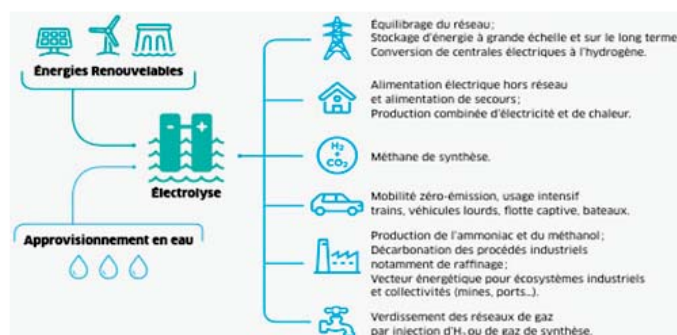 Énergies Renouvelables
- +
Électrolyse
Approvisionnement en eau
Équilibrage du réseau;
Stockage d'énergie à grande échelle et sur le long terme
Conversion de centrales électriques à l'hydrogène.
Alimentation électrique hors réseau
et alimentation de secours;
Production combinée d'électricité et de chaleur.
H₂
+
CO₂
Méthane de synthèse.
Mobilité zéro-émission, usage intensif
trains, véhicules lourds, flotte captive, bateaux.
Production de l'ammoniac et du méthanol;
Décarbonation des procédés industriels
notamment de raffinage;
Vecteur énergétique pour écosystèmes industriels
et collectivités (mines, ports…).
Verdissement des réseaux de gaz
par injection d'H₂ ou de gaz de synthèse.